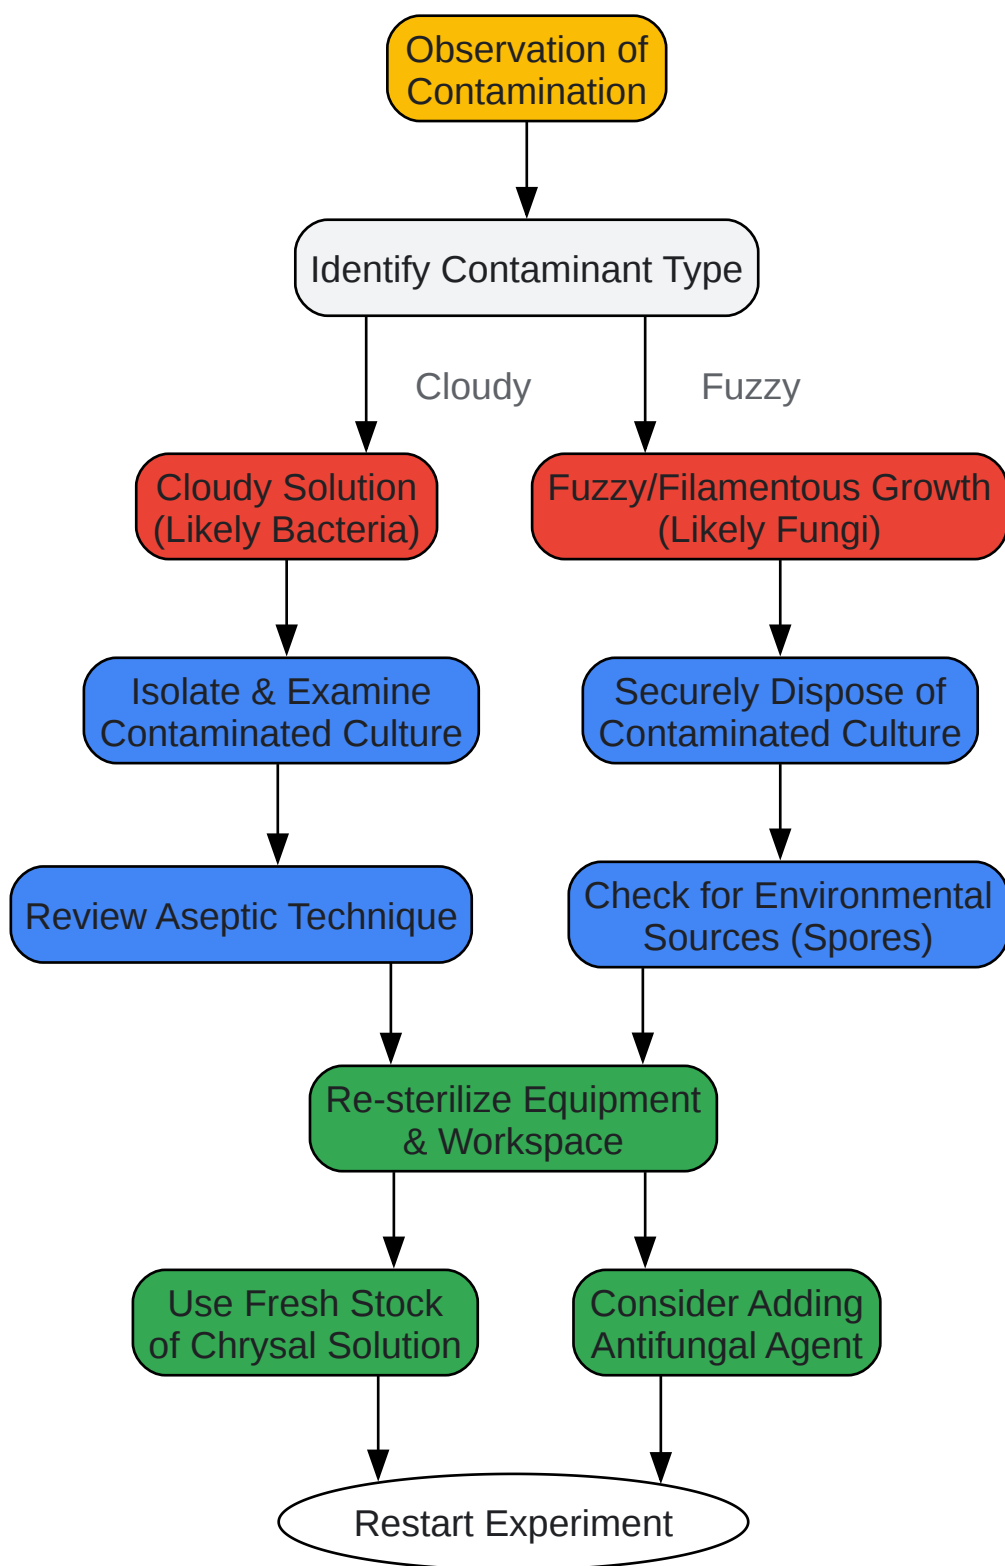 Observation of
Contamination
Identify Contaminant Type
Cloudy
Fuzzy
Cloudy Solution
(Likely Bacteria)
Fuzzy/Filamentous Growth
(Likely Fungi)
Isolate & Examine
Contaminated Culture
Securely Dispose of
Contaminated Culture
Review Aseptic Technique
Check for Environmental
Sources (Spores)
Re-sterilize Equipment
& Workspace
Use Fresh Stock
of Chrysal Solution
Consider Adding
Antifungal Agent
Restart Experiment